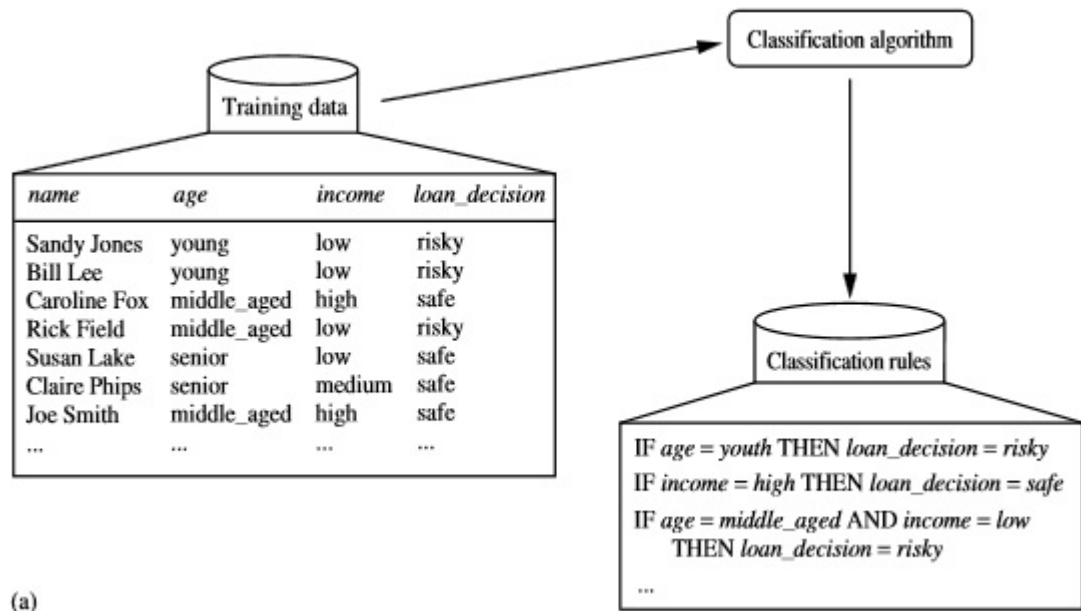 Classification algorithm
Training data
name age income loan_decision
Sandy Jones young low risky
Bill Lee young low risky
Caroline Fox middle_aged high safe
Rick Field middle_aged low risky
Susan Lake senior low safe
Claire Phips senior medium safe
Joe Smith middle_aged high safe
... ... ... ...
Classification rules
IF age = youth THEN loan_decision = risky
IF income = high THEN loan_decision = safe
IF age = middle_aged AND income = low
THEN loan_decision = risky
...
(a)